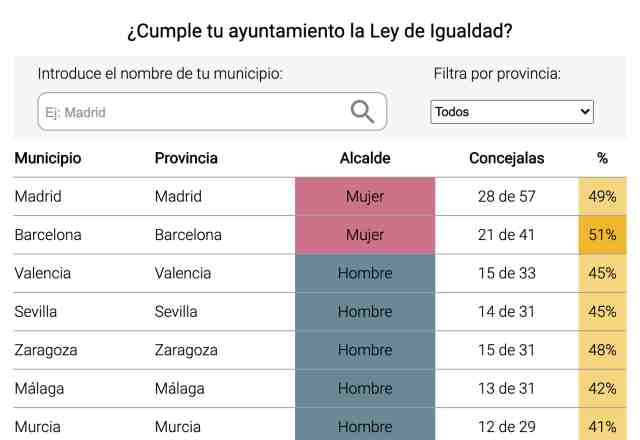 ¿Cumple tu ayuntamiento la Ley de Igualdad?
Introduce el nombre de tu municipio: Filtra por provincia:
Ej: Madrid Todos
Municipio Provincia Alcalde Concejalas %
Madrid Madrid Mujer 28 de 57 49%
Barcelona Barcelona Mujer 21 de 41 51%
Valencia Valencia Hombre 15 de 33 45%
Sevilla Sevilla Hombre 14 de 31 45%
Zaragoza Zaragoza Hombre 15 de 31 48%
Málaga Málaga Hombre 13 de 31 42%
Murcia Murcia Hombre 12 de 29 41%